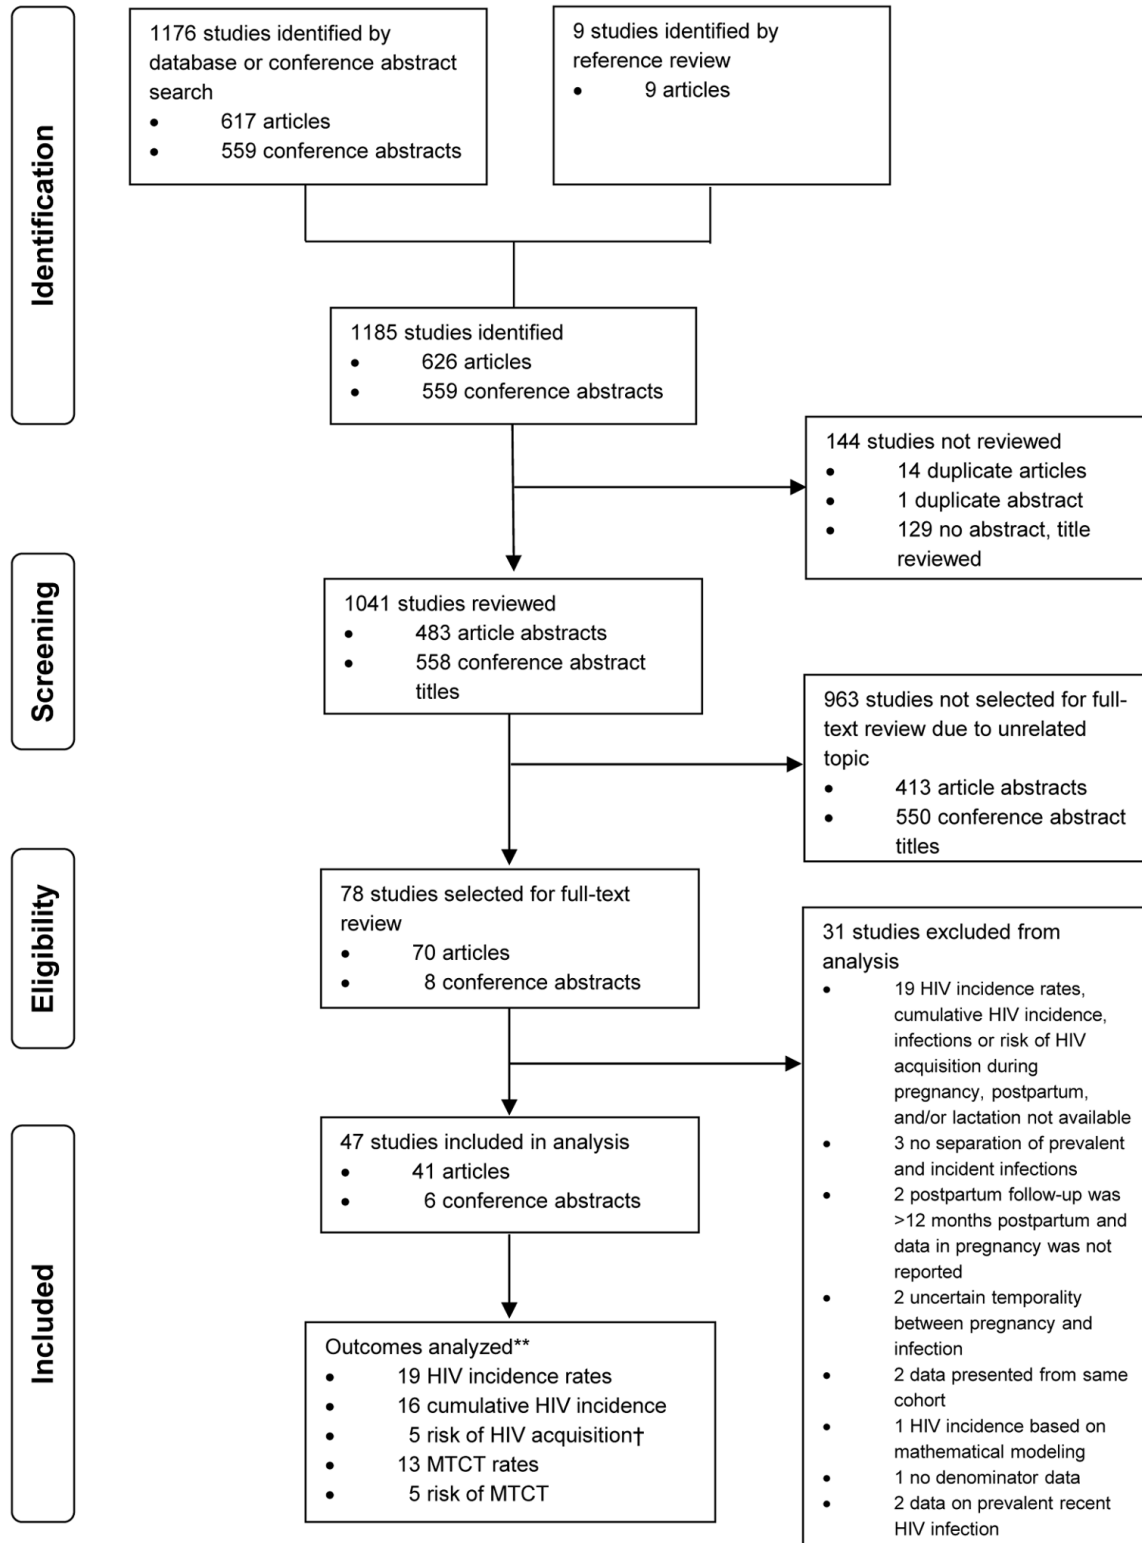 Identification
1176 studies identified by
database or conference abstract
search
• 617 articles
• 559 conference abstracts
9 studies identified by
reference review
• 9 articles
1185 studies identified
• 626 articles
• 559 conference abstracts
144 studies not reviewed
• 14 duplicate articles
• 1 duplicate abstract
• 129 no abstract, title
reviewed
Screening
1041 studies reviewed
• 483 article abstracts
• 558 conference abstract
titles
963 studies not selected for full-
text review due to unrelated
topic
• 413 article abstracts
• 550 conference abstract
titles
Eligibility
78 studies selected for full-text
review
• 70 articles
• 8 conference abstracts
31 studies excluded from
analysis
• 19 HIV incidence rates,
cumulative HIV incidence,
infections or risk of HIV
acquisition during
pregnancy, postpartum,
and/or lactation not available
• 3 no separation of prevalent
and incident infections
• 2 postpartum follow-up was
>12 months postpartum and
data in pregnancy was not
reported
• 2 uncertain temporality
between pregnancy and
infection
• 2 data presented from same
cohort
• 1 HIV incidence based on
mathematical modeling
• 1 no denominator data
• 2 data on prevalent recent
HIV infection
Included
47 studies included in analysis
• 41 articles
• 6 conference abstracts
Outcomes analyzed**
• 19 HIV incidence rates
• 16 cumulative HIV incidence
• 5 risk of HIV acquisition†
• 13 MTCT rates
• 5 risk of MTCT